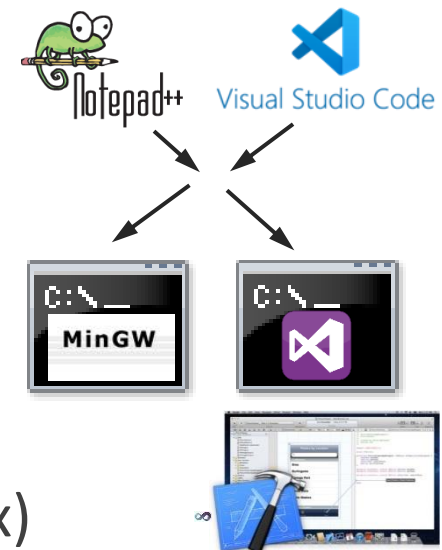 Notepad++
Visual Studio Code
C:\_
C:\_
MinGW
x)